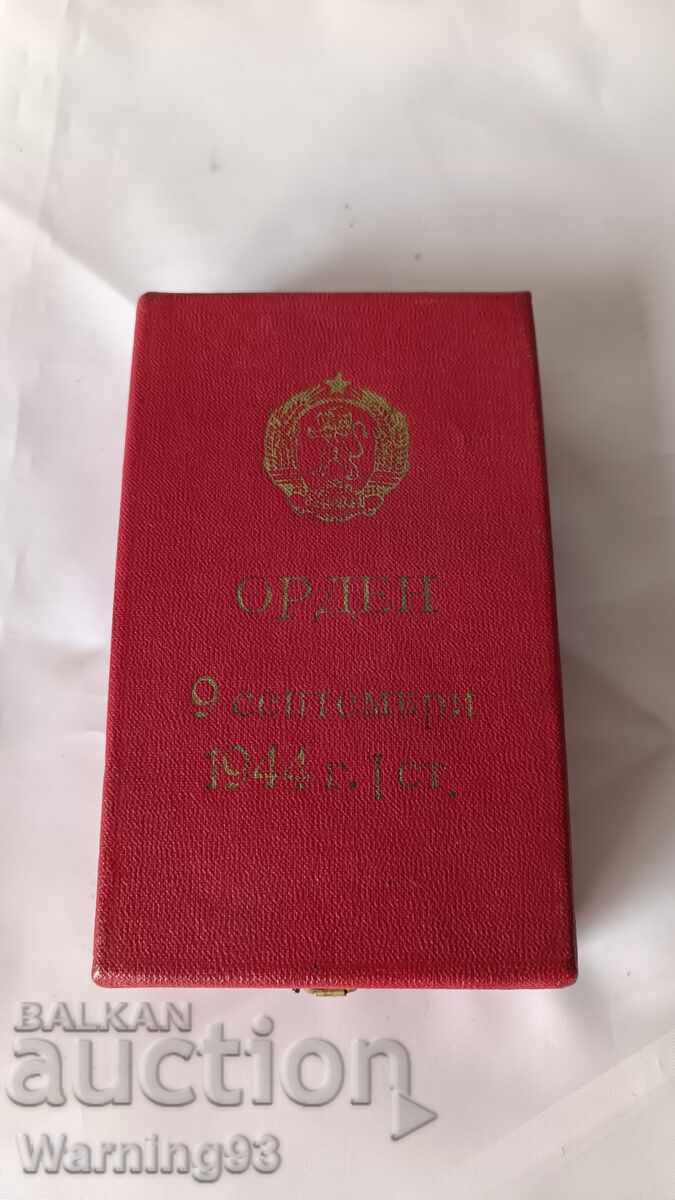 ОРДЕН
9 септември
1944 г. I ст.
BALKAN
auction
Warning93